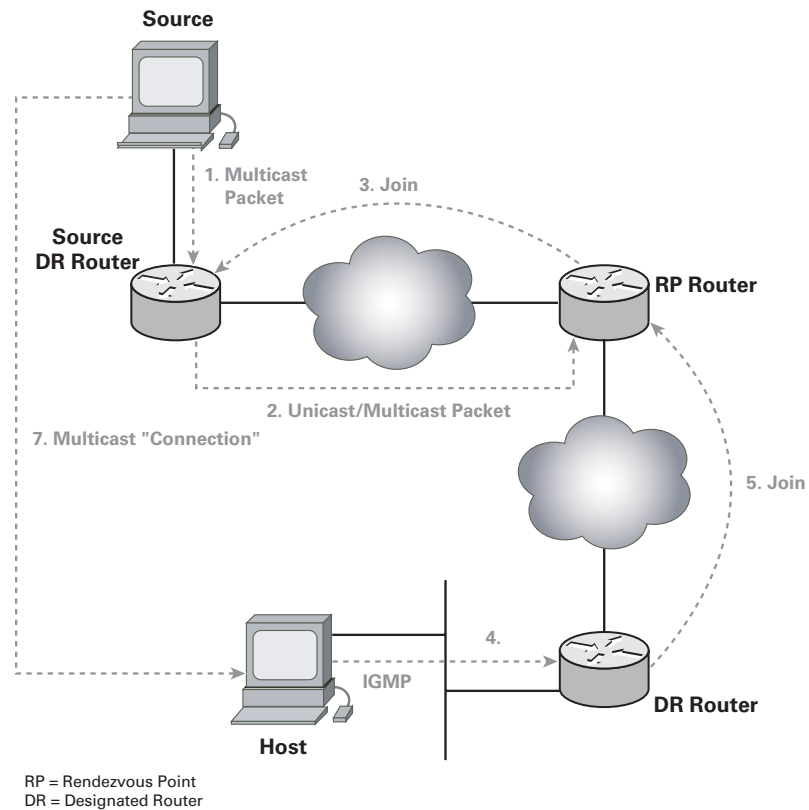 Source
1. Multicast
Packet
3. Join
Source
DR Router
RP Router
2. Unicast/Multicast Packet
7. Multicast "Connection"
5. Join
4.
IGMP
DR Router
Host
RP = Rendezvous Point
DR = Designated Router